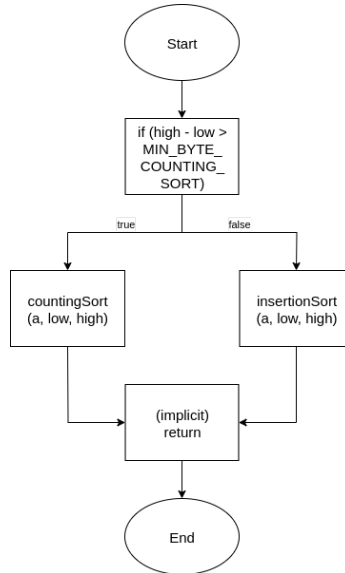 Start
if (high - low >
MIN_BYTE_
COUNTING_
SORT)
true
false
countingSort
(a, low, high)
insertionSort
(a, low, high)
(implicit)
return
End